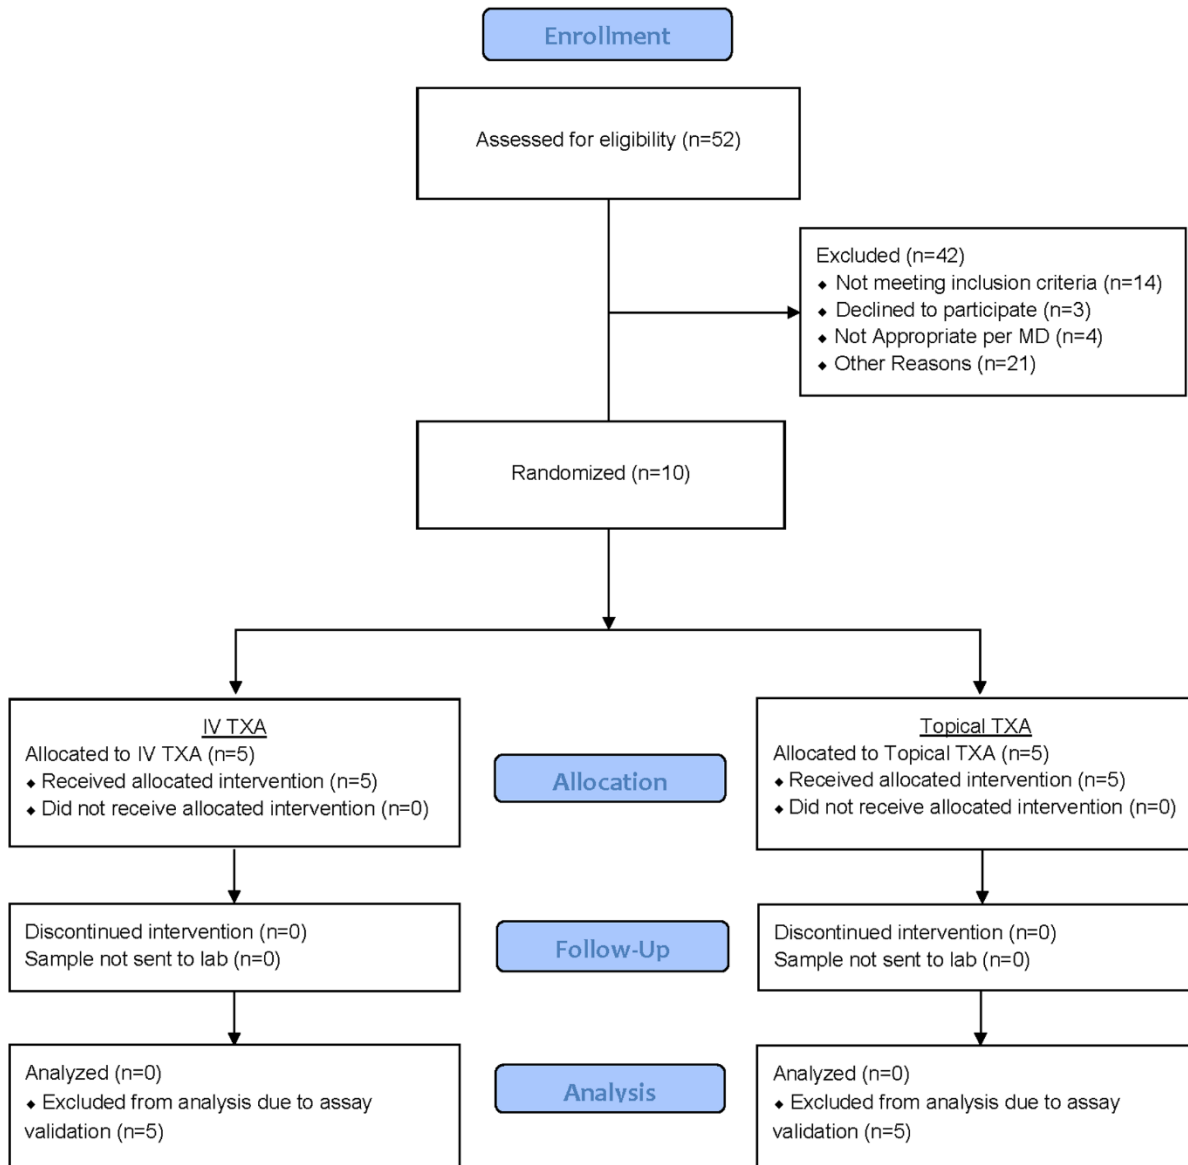 Enrollment
Assessed for eligibility (n=52)
Excluded (n=42)
♦ Not meeting inclusion criteria (n=14)
♦ Declined to participate (n=3)
♦ Not Appropriate per MD (n=4)
♦ Other Reasons (n=21)
Randomized (n=10)
IV TXA
Allocated to IV TXA (n=5)
♦ Received allocated intervention (n=5)
♦ Did not receive allocated intervention (n=0)
Allocation
Topical TXA
Allocated to Topical TXA (n=5)
♦ Received allocated intervention (n=5)
♦ Did not receive allocated intervention (n=0)
Discontinued intervention (n=0)
Sample not sent to lab (n=0)
Follow-Up
Discontinued intervention (n=0)
Sample not sent to lab (n=0)
Analyzed (n=0)
♦ Excluded from analysis due to assay
validation (n=5)
Analysis
Analyzed (n=0)
♦ Excluded from analysis due to assay
validation (n=5)